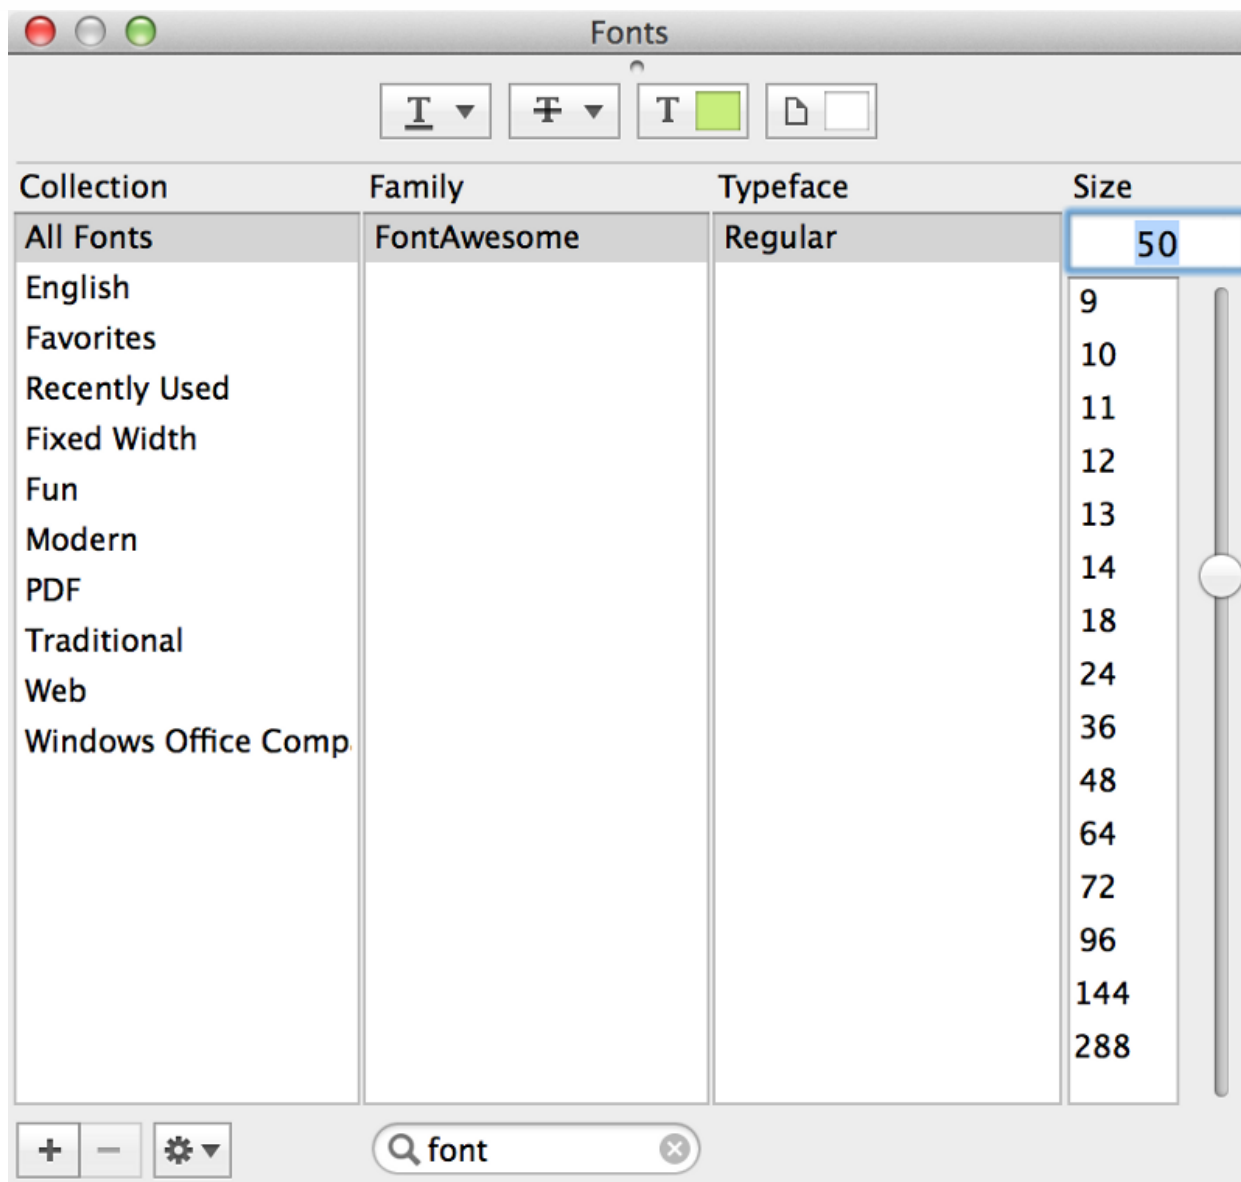 Fonts
T
T
T
Collection
Family
Typeface
Size
All Fonts
FontAwesome
Regular
50
English
Favorites
Recently Used
Fixed Width
Fun
Modern
PDF
Traditional
Web
Windows Office Comp
9
10
11
12
13
14
18
24
36
48
64
72
96
144
288
font